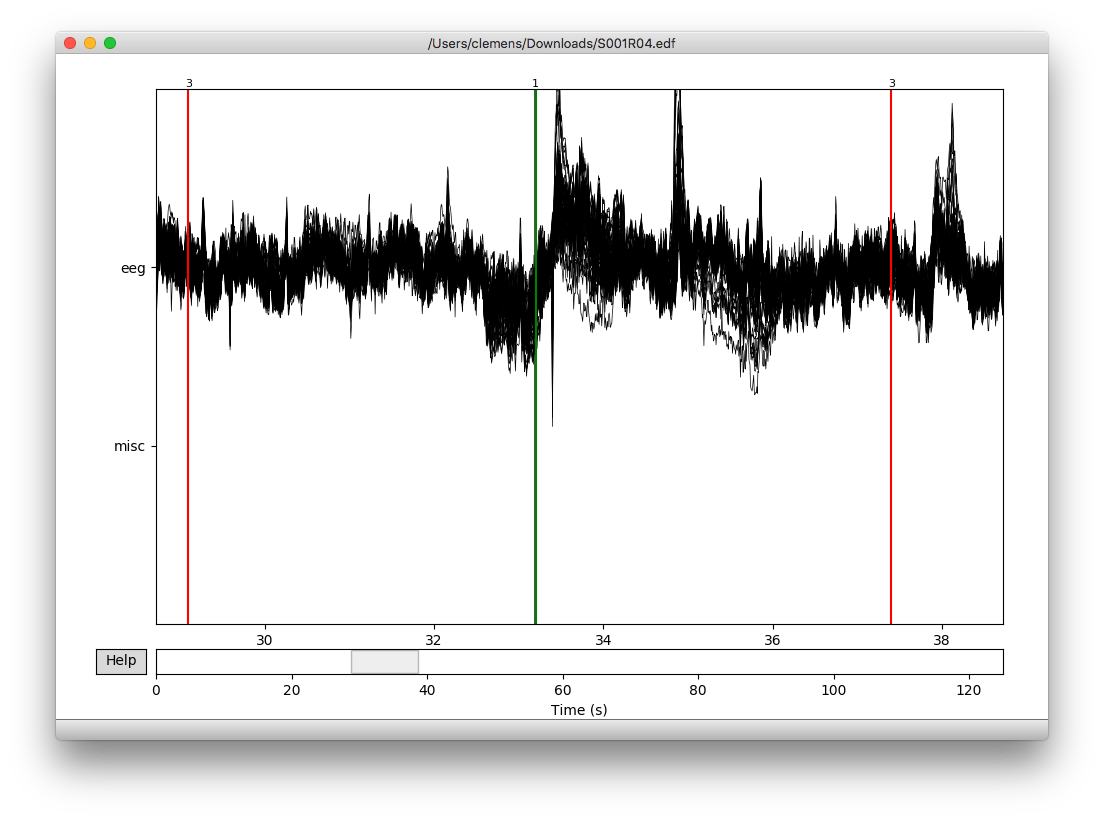 /Users/clemens/Downloads/S001R04.edf
3 1 3
eeg
misc
30 32 34 36 38
Help
0 20 40 60 80 100 120
Time (s)